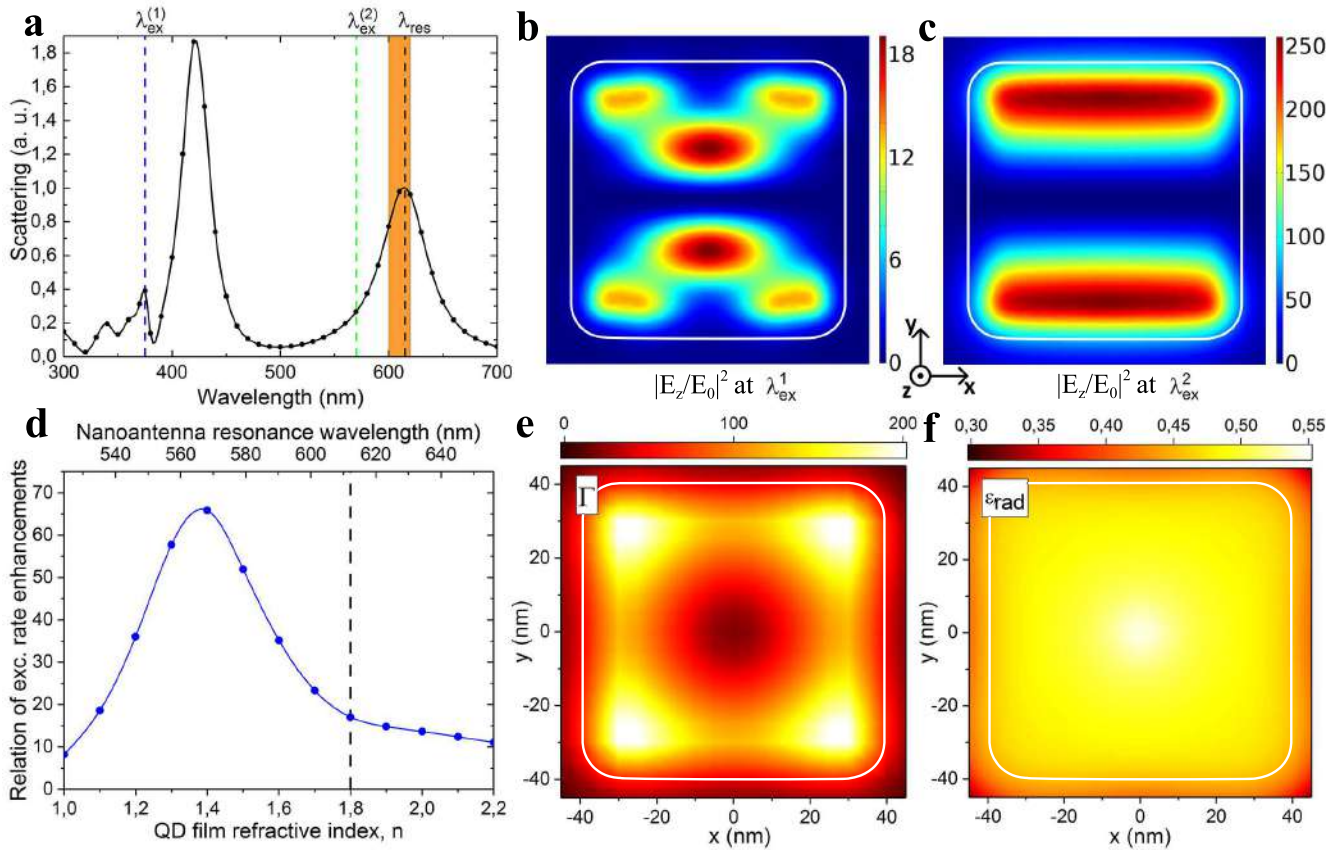 a
λex(1)
λex(2)
λres
1,8
1,6
1,4
1,2
1,0
0,8
0,6
0,4
0,2
0,0
Scattering (a. u.)
300 400 500 600 700
Wavelength (nm)
b
18
12
6
0
|Ez/E0|² at λ¹ex
c
250
200
150
100
50
0
y
z x
|Ez/E0|² at λ²ex
d
Nanoantenna resonance wavelength (nm)
540 560 580 600 620 640
70
60
50
40
30
20
10
0
Relation of exc. rate enhancements
1,0 1,2 1,4 1,6 1,8 2,0 2,2
QD film refractive index, n
e
0 100 200
Γ
40
20
0
-20
-40
y (nm)
-40 -20 0 20 40
x (nm)
f
0,30 0,35 0,40 0,45 0,50 0,55
εrad
40
20
0
-20
-40
y (nm)
-40 -20 0 20 40
x (nm)